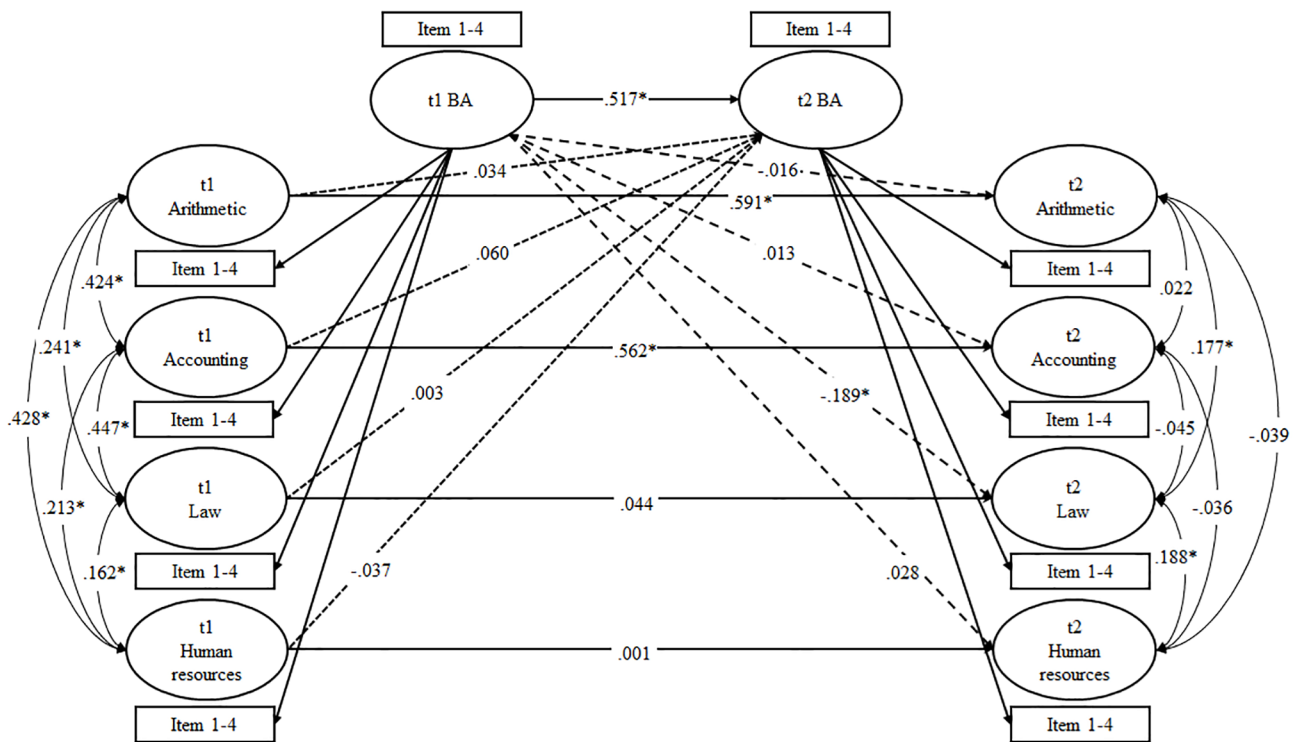 Item 1-4
Item 1-4
t1 BA
.517*
t2 BA
t1
Arithmetic
.034
-.016
.591*
t2
Arithmetic
Item 1-4
Item 1-4
.424*
.060
.013
.022
t1
Accounting
.562*
t2
Accounting
.241*
.177*
.003
-.189*
Item 1-4
Item 1-4
.428*
.447*
-.045
-.039
t1
Law
.044
t2
Law
.213*
-.036
Item 1-4
Item 1-4
.162*
-.037
.028
.188*
t1
Human
resources
.001
t2
Human
resources
Item 1-4
Item 1-4